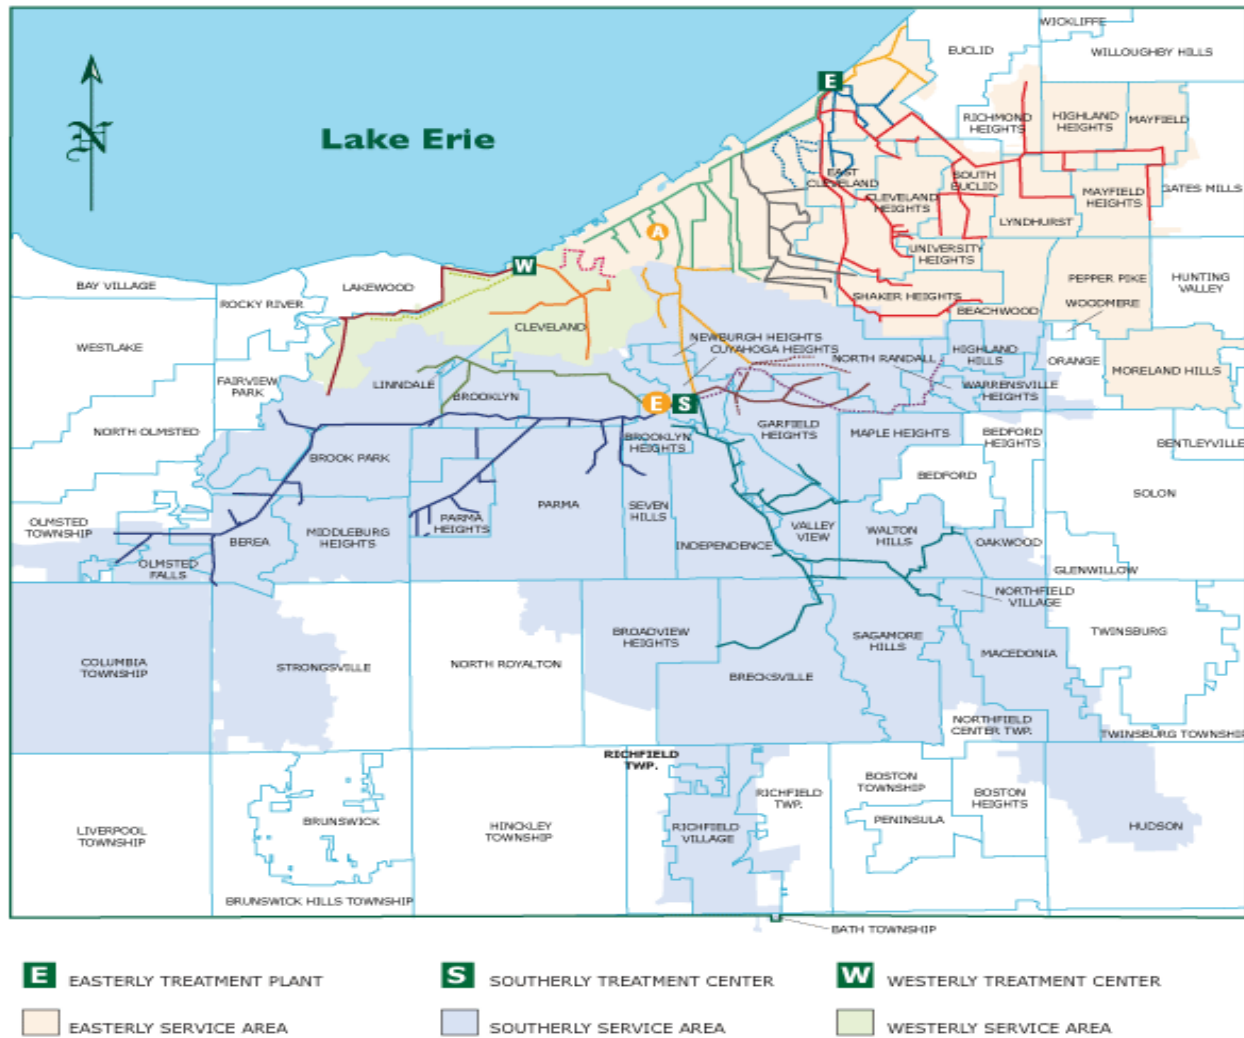 WICKLIFFE
EUCLID
WILLOUGHBY HILLS
E
N
Lake Erie
RICHMOND
HEIGHTS
HIGHLAND
HEIGHTS
MAYFIELD
EAST
CLEVELAND
SOUTH
EUCLID
CLEVELAND
HEIGHTS
MAYFIELD
HEIGHTS
GATES MILLS
LYNDHURST
A
UNIVERSITY
HEIGHTS
W
BAY VILLAGE
LAKEWOOD
ROCKY RIVER
SHAKER HEIGHTS
PEPPER PIKE
HUNTING
VALLEY
WOODMERE
BEACHWOOD
CLEVELAND
WESTLAKE
NEWBURGH HEIGHTS
CUYAHOGA HEIGHTS
NORTH RANDALL
HIGHLAND
HILLS
ORANGE
MORELAND HILLS
FAIRVIEW
PARK
LINNDALE
BROOKLYN
WARRENSVILLE
HEIGHTS
E
S
NORTH OLMSTED
BROOKLYN
HEIGHTS
GARFIELD
HEIGHTS
MAPLE HEIGHTS
BEDFORD
HEIGHTS
BENTLEYVILLE
BROOK PARK
BEDFORD
SOLON
OLMSTED
TOWNSHIP
BEREA
MIDDLEBURG
HEIGHTS
PARMA
HEIGHTS
PARMA
SEVEN
HILLS
INDEPENDENCE
VALLEY
VIEW
WALTON
HILLS
OAKWOOD
OLMSTED
FALLS
GLENWILLOW
NORTHFIELD
VILLAGE
COLUMBIA
TOWNSHIP
STRONGSVILLE
NORTH ROYALTON
BROADVIEW
HEIGHTS
BRECKSVILLE
SAGAMORE
HILLS
MACEDONIA
TWINSBURG
NORTHFIELD
CENTER TWP.
TWINSBURG TOWNSHIP
RICHFIELD
TWP.
LIVERPOOL
TOWNSHIP
BRUNSWICK
HINCKLEY
TOWNSHIP
RICHFIELD
VILLAGE
RICHFIELD
TWP.
BOSTON
TOWNSHIP
PENINSULA
BOSTON
HEIGHTS
HUDSON
BRUNSWICK HILLS TOWNSHIP
BATH TOWNSHIP
E EASTERLY TREATMENT PLANT
S SOUTHERLY TREATMENT CENTER
W WESTERLY TREATMENT CENTER
EASTERLY SERVICE AREA
SOUTHERLY SERVICE AREA
WESTERLY SERVICE AREA